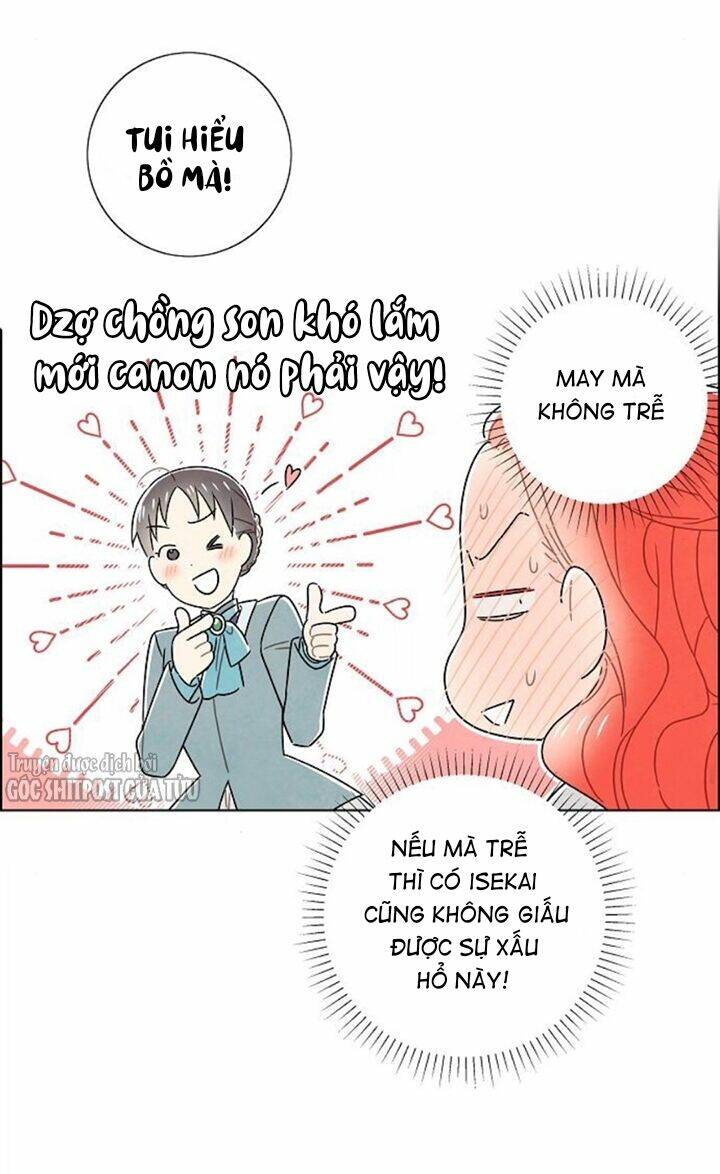 TUI HIỂU
BỒ MÀ!
Dzợ chồng son khó lắm
mới canon nó phải vậy!
MAY MÀ
KHÔNG TRỄ
Truyện được dịch bởi
GÓC SHITPOST CỦA TỬU
NẾU MÀ TRỄ
THÌ CÓ ISEKAI
CŨNG KHÔNG GIẤU
ĐƯỢC SỰ XẤU
HỔ NÀY!